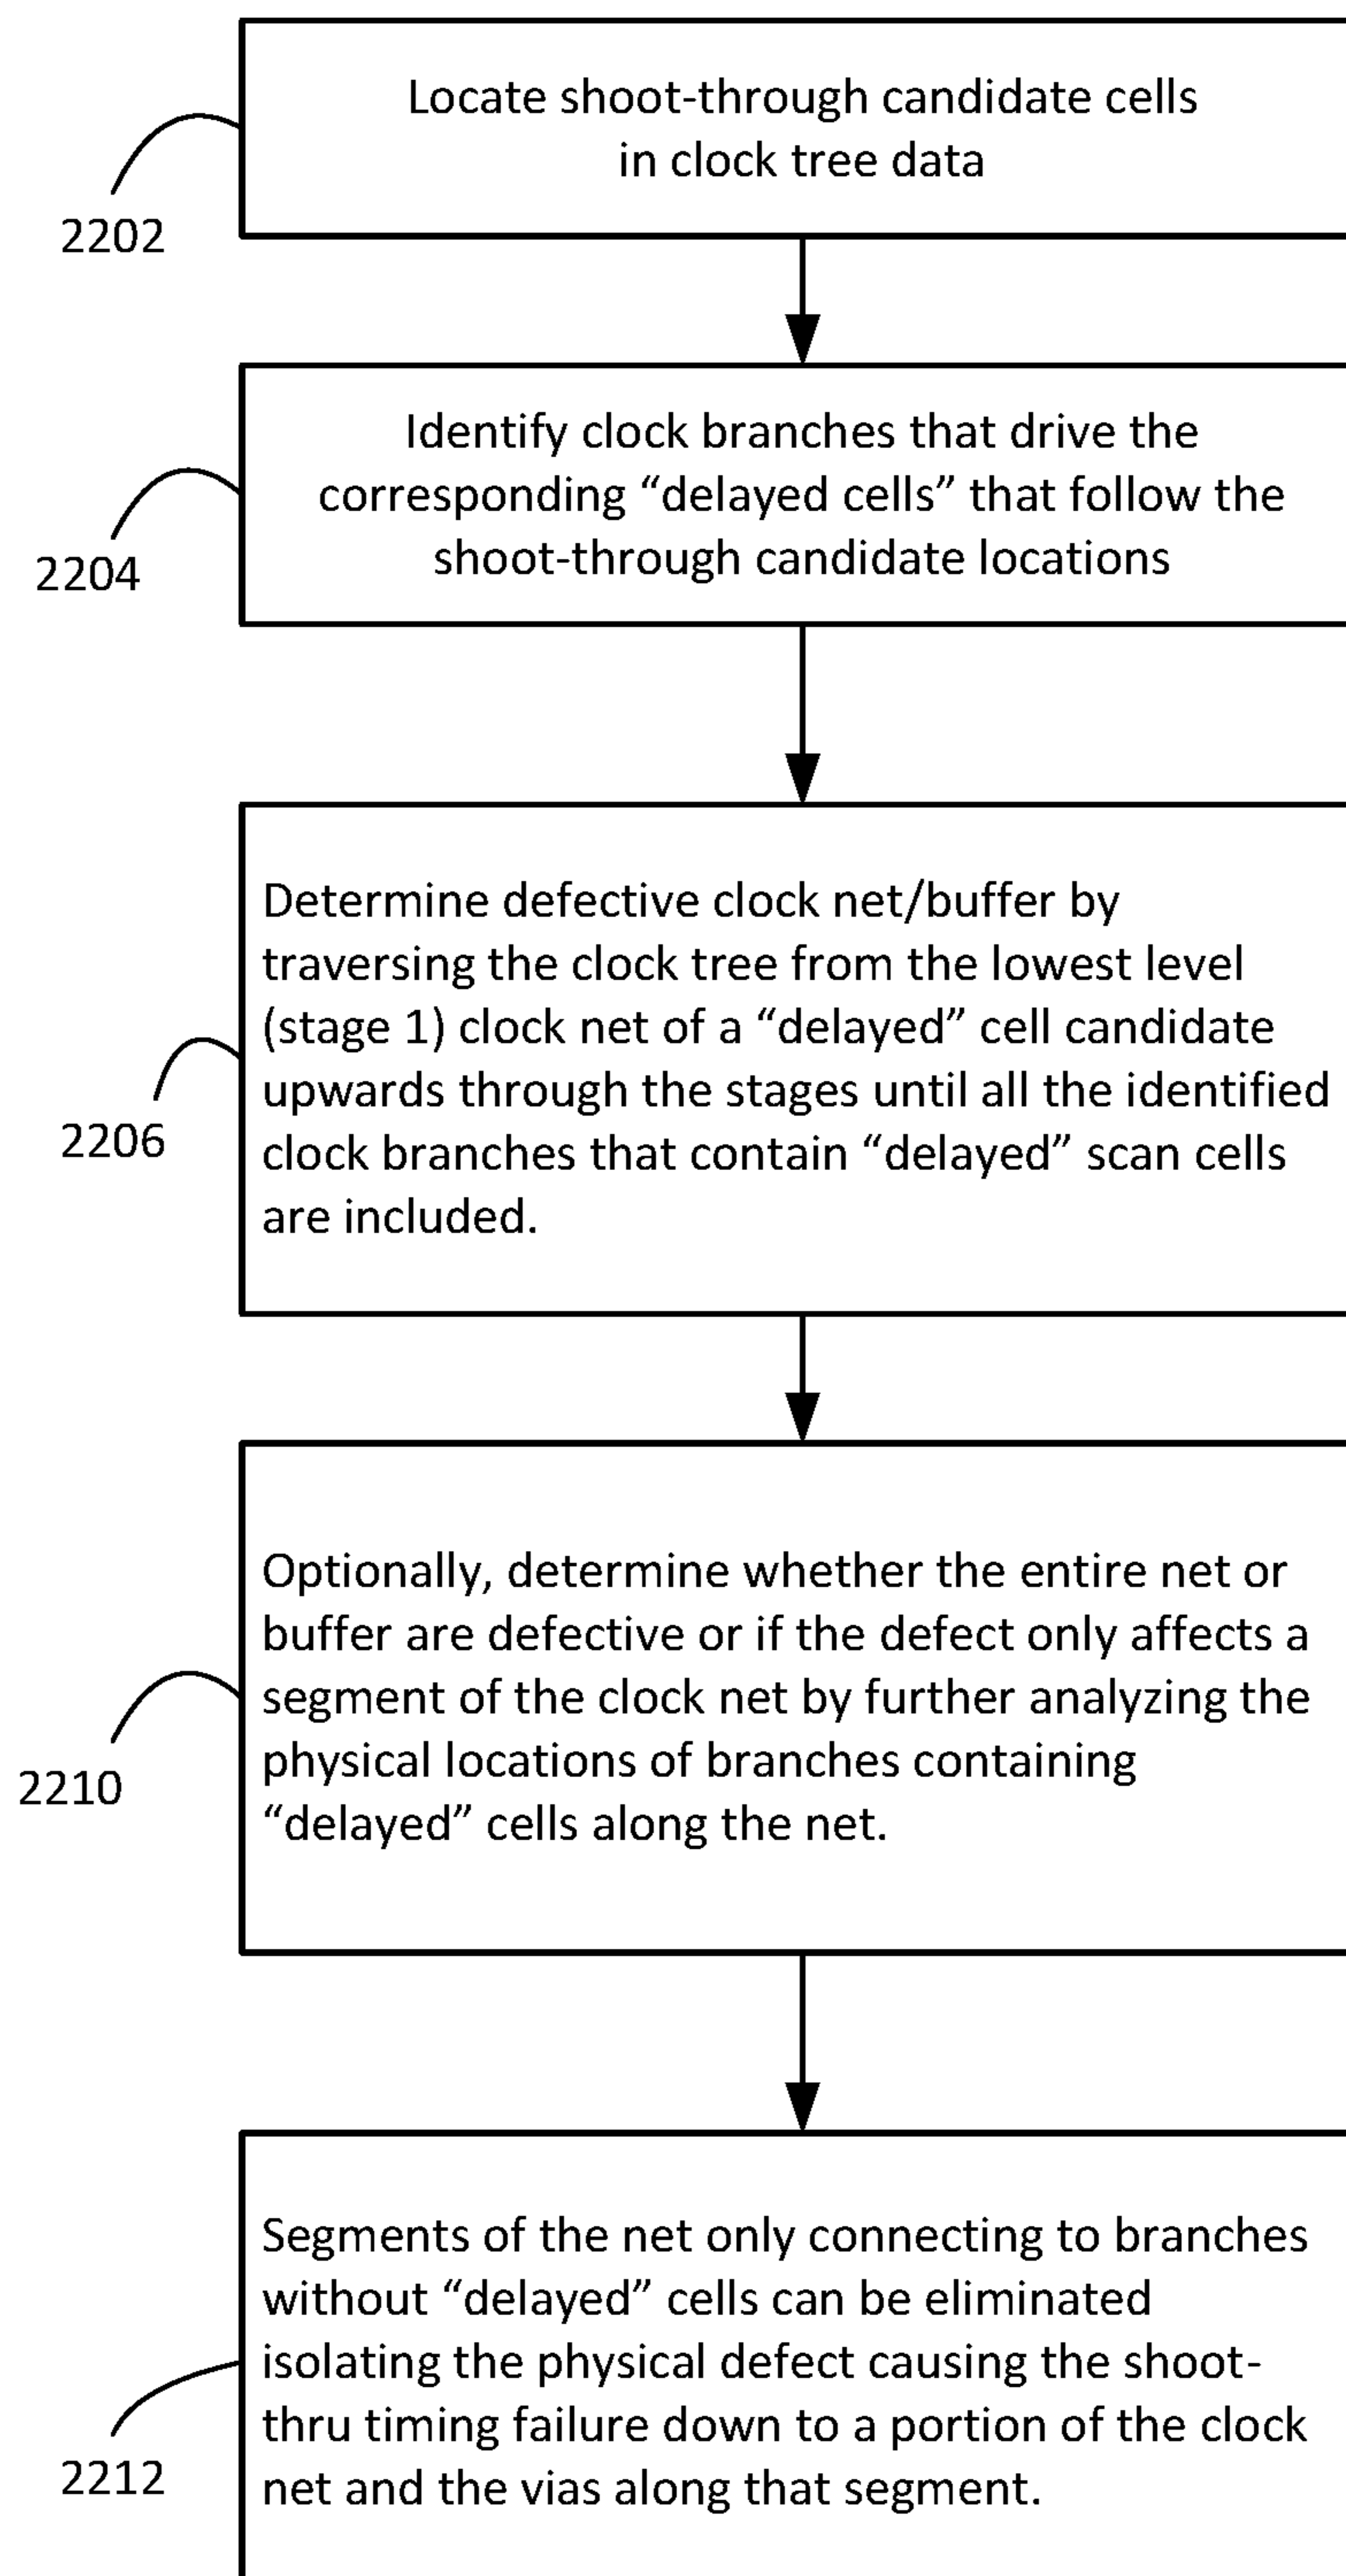 Locate shoot-through candidate cells
in clock tree data
2202
Identify clock branches that drive the
corresponding “delayed cells” that follow the
shoot-through candidate locations
2204
Determine defective clock net/buffer by
traversing the clock tree from the lowest level
(stage 1) clock net of a “delayed” cell candidate
upwards through the stages until all the identified
clock branches that contain “delayed” scan cells
are included.
2206
Optionally, determine whether the entire net or
buffer are defective or if the defect only affects a
segment of the clock net by further analyzing the
physical locations of branches containing
“delayed” cells along the net.
2210
Segments of the net only connecting to branches
without “delayed” cells can be eliminated
isolating the physical defect causing the shoot-
thru timing failure down to a portion of the clock
net and the vias along that segment.
2212